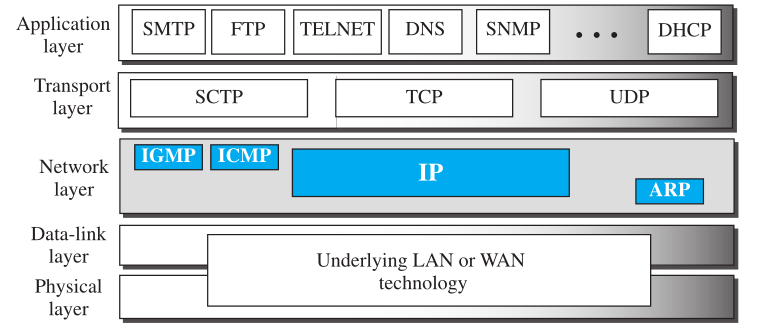 Application
layer
SMTP FTP TELNET DNS SNMP • • • DHCP
Transport
layer
SCTP TCP UDP
Network
layer
IGMP ICMP IP ARP
Data-link
layer
Physical
layer
Underlying LAN or WAN
technology